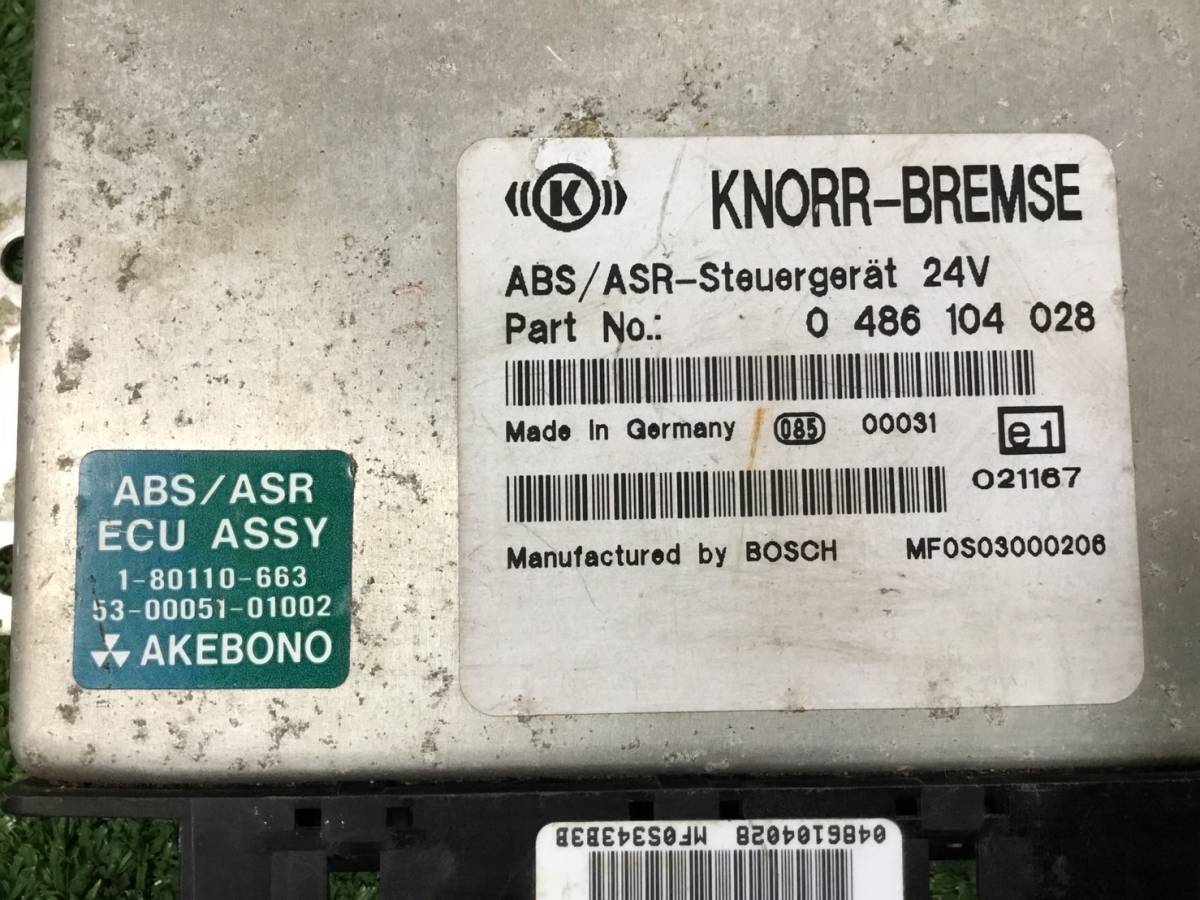 K KNORR-BREMSE
ABS/ASR-Steuergerät 24V
Part No.: 0 486 104 028
Made In Germany 085 00031 e1
021167
Manufactured by BOSCH MF0S03000206
ABS/ASR
ECU ASSY
1-80110-663
53-00051-01002
AKEBONO
0486104028 MF0S343B3B